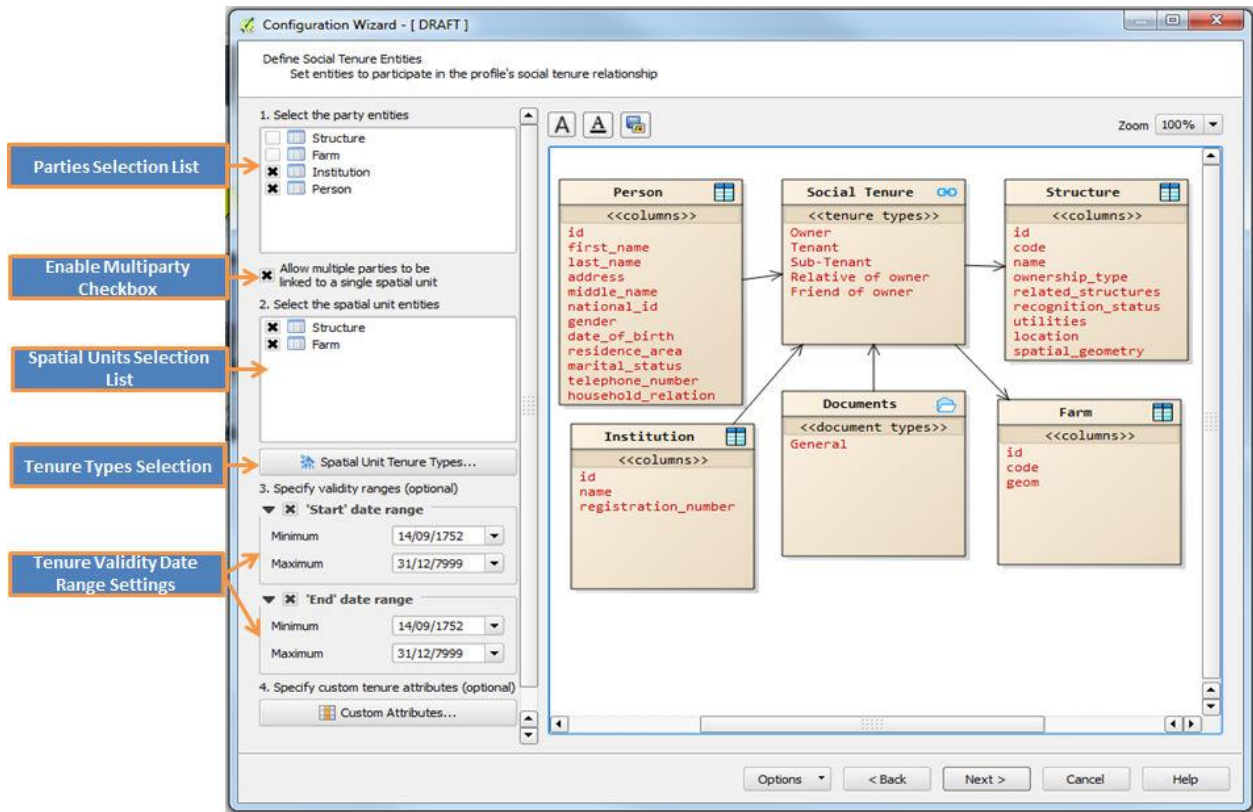 Configuration Wizard - [ DRAFT ]
Define Social Tenure Entities
Set entities to participate in the profile's social tenure relationship
Parties Selection List
Enable Multiparty
Checkbox
Spatial Units Selection
List
Tenure Types Selection
Tenure Validity Date
Range Settings
1. Select the party entities
Structure
Farm
Institution
Person
Allow multiple parties to be
linked to a single spatial unit
2. Select the spatial unit entities
Structure
Farm
Spatial Unit Tenure Types...
3. Specify validity ranges (optional)
'Start' date range
Minimum 14/09/1752
Maximum 31/12/7999
'End' date range
Minimum 14/09/1752
Maximum 31/12/7999
4. Specify custom tenure attributes (optional)
Custom Attributes...
A A
Zoom 100%
Person
<<columns>>
id
first_name
last_name
address
middle_name
national_id
gender
date_of_birth
residence_area
marital_status
telephone_number
household_relation
Social Tenure
<<tenure types>>
Owner
Tenant
Sub-Tenant
Relative of owner
Friend of owner
Structure
<<columns>>
id
code
name
ownership_type
related_structures
recognition_status
utilities
location
spatial_geometry
Institution
<<columns>>
id
name
registration_number
Documents
<<document types>>
General
Farm
<<columns>>
id
code
geom
Options
< Back
Next >
Cancel
Help